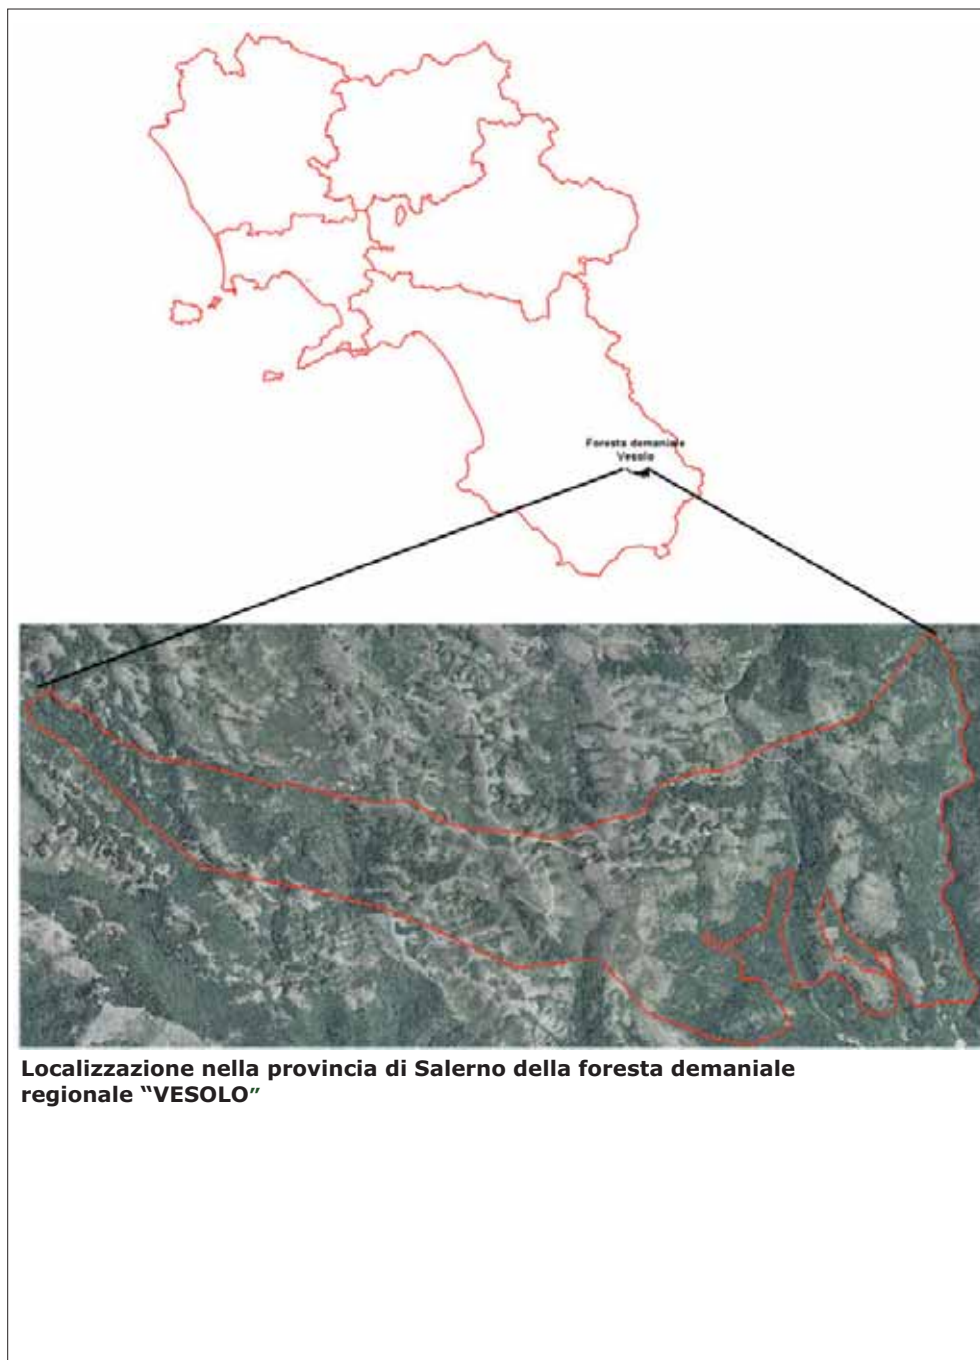 Foresta demaniale
Vesolo
Localizzazione nella provincia di Salerno della foresta demaniale
regionale “VESOLO”